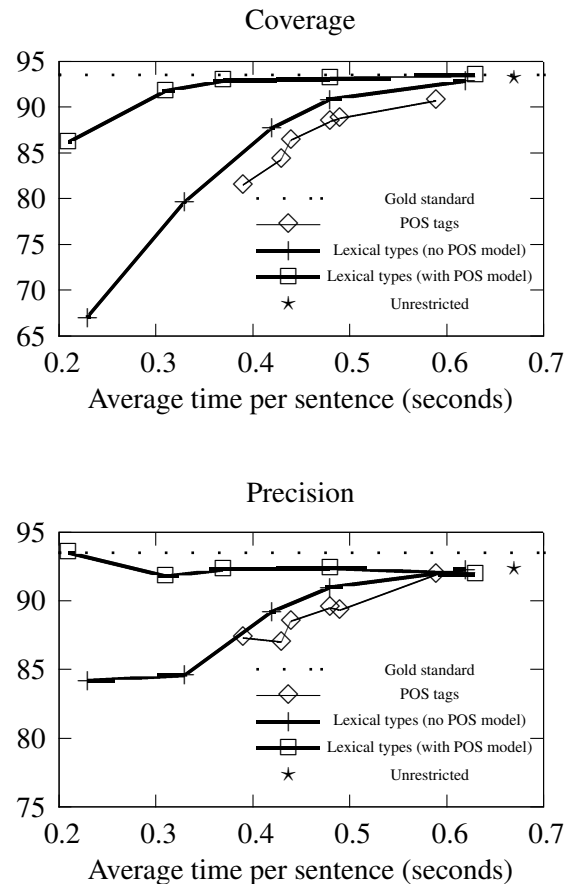 Coverage
95
90
85
80
75
70
65
Gold standard
POS tags
Lexical types (no POS model)
Lexical types (with POS model)
Unrestricted
0.2 0.3 0.4 0.5 0.6 0.7
Average time per sentence (seconds)
Precision
95
90
85
80
75
Gold standard
POS tags
Lexical types (no POS model)
Lexical types (with POS model)
Unrestricted
0.2 0.3 0.4 0.5 0.6 0.7
Average time per sentence (seconds)